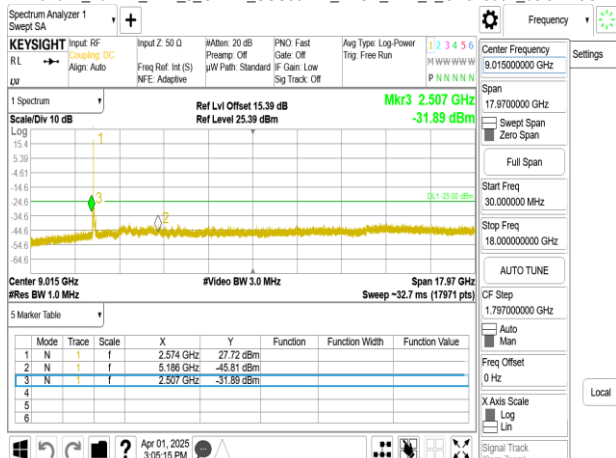 Spectrum Analyzer 1
Swept SA
+
Frequency
KEYSIGHT
RL
Input: RF
Coupling: DC
Align: Auto
Input Z: 50 Ω
Freq Ref: Int (S)
NFE: Adaptive
#Atten: 20 dB
Preamp: Off
µW Path: Standard
PNO: Fast
Gate: Off
IF Gain: Low
Sig Track: Off
Avg Type: Log-Power
Trig: Free Run
1 2 3 4 5 6
M W W W W W
P N N N N N
1 Spectrum
Scale/Div 10 dB
Log
Ref Lvl Offset 15.39 dB
Ref Level 25.39 dBm
Mkr3 2.507 GHz
-31.89 dBm
15.4
5.39
-4.61
-14.6
-24.6
-34.6
-44.6
-54.6
-64.6
1
2
3
DL1 -25.00 dBm
Center 9.015 GHz
#Res BW 1.0 MHz
#Video BW 3.0 MHz
Span 17.97 GHz
Sweep ~32.7 ms (17971 pts)
5 Marker Table
Mode Trace Scale X Y Function Function Width Function Value
1 N 1 f 2.574 GHz 27.72 dBm
2 N 1 f 5.186 GHz -45.81 dBm
3 N 1 f 2.507 GHz -31.89 dBm
4
5
6
?
Apr 01, 2025
3:05:15 PM
Center Frequency
9.015000000 GHz
Span
17.9700000 GHz
Swept Span
Zero Span
Full Span
Start Freq
30.000000 MHz
Stop Freq
18.000000000 GHz
AUTO TUNE
CF Step
1.797000000 GHz
Auto
Man
Freq Offset
0 Hz
X Axis Scale
Log
Lin
Signal Track
Settings
Local